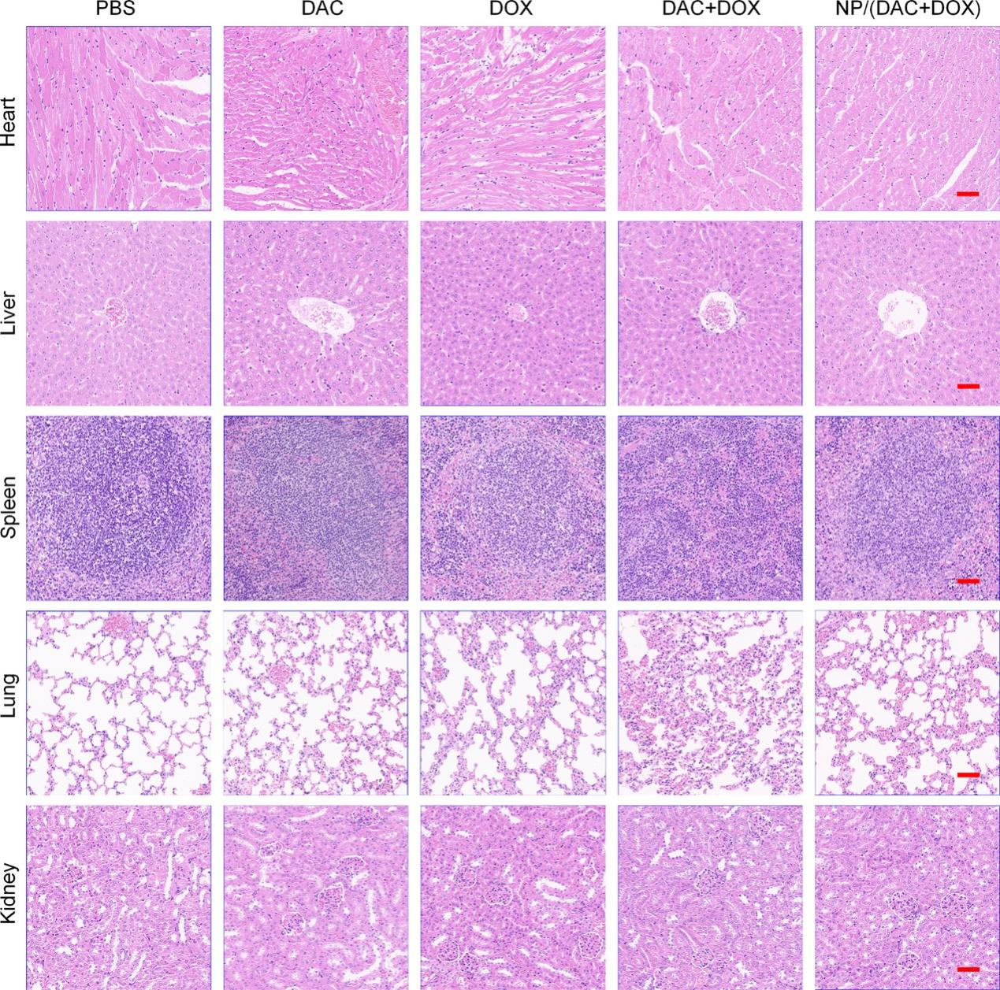 PBS DAC DOX DAC+DOX NP/(DAC+DOX)
Heart
Liver
Spleen
Lung
Kidney